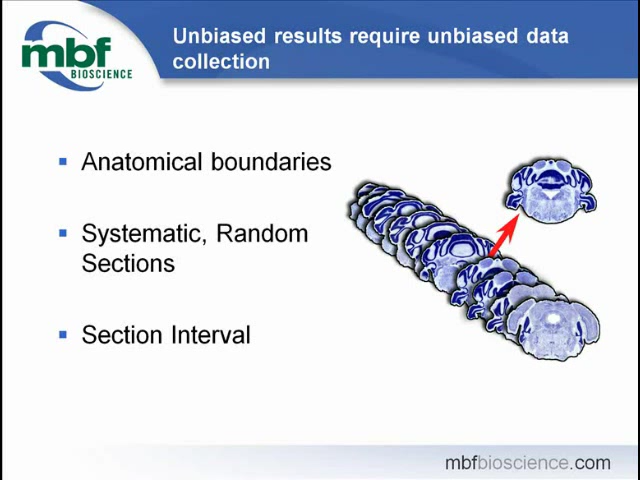 mbf
BIOSCIENCE
Unbiased results require unbiased data
collection
▪ Anatomical boundaries
▪ Systematic, Random
Sections
▪ Section Interval
mbfbioscience.com